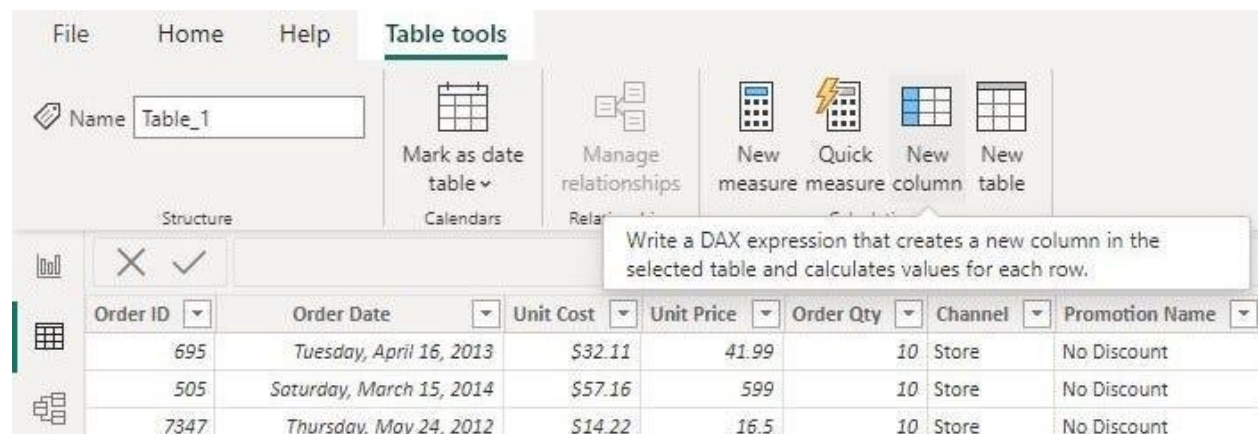 File Home Help Table tools
Name Table_1
Mark as date
table
Manage
relationships
New
measure
Quick
measure
New
column
New
table
Structure Calendars
Write a DAX expression that creates a new column in the
selected table and calculates values for each row.
Order ID Order Date Unit Cost Unit Price Order Qty Channel Promotion Name
695 Tuesday, April 16, 2013 $32.11 41.99 10 Store No Discount
505 Saturday, March 15, 2014 $57.16 599 10 Store No Discount
7347 Thursday, May 24, 2012 $14.22 16.5 10 Store No Discount